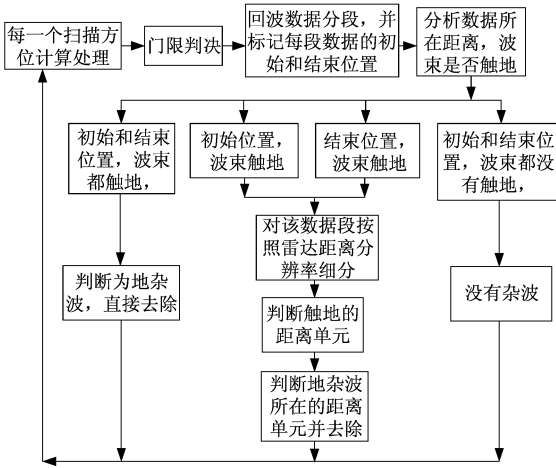 每一个扫描方
位计算处理
门限判决
回波数据分段，并
标记每段数据的初
始和结束位置
分析数据所
在距离，波
束是否触地
初始和结束
位置，波束
都触地，
初始位置，
波束触地
结束位置，
波束触地
初始和结束位
置，波束都没
有触地，
对该数据段按
照雷达距离分
辨率细分
判断为地杂
波，直接去除
没有杂波
判断触地的
距离单元
判断地杂波
所在的距离
单元并去除